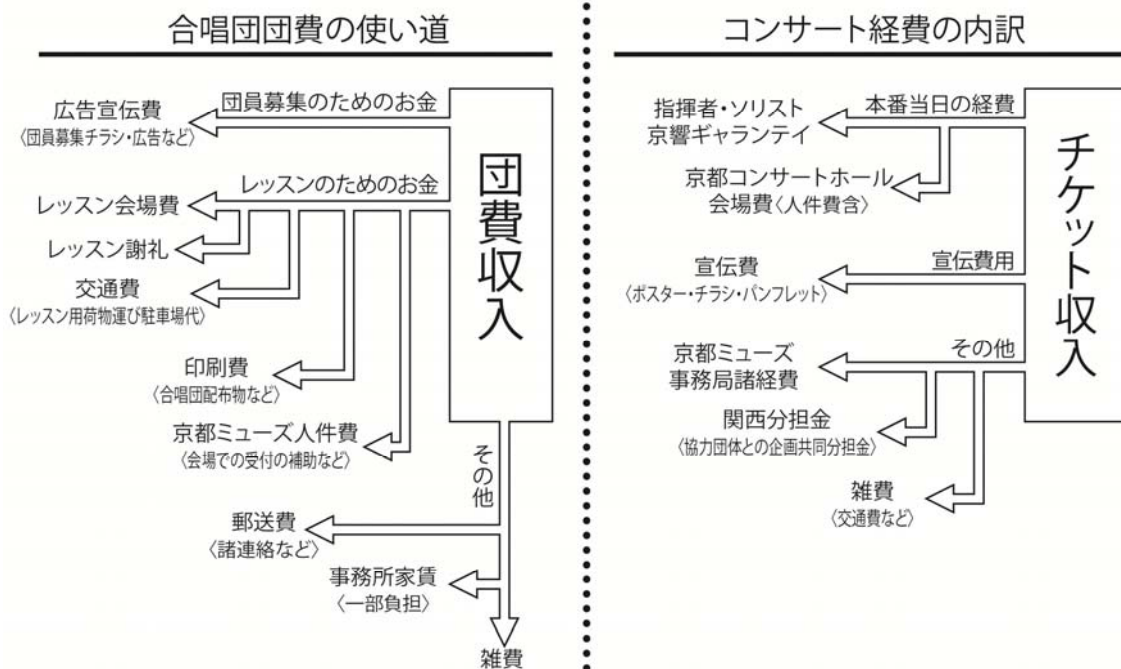 合唱団団費の使い道
団員募集のためのお金
広告宣伝費
〈団員募集チラシ・広告など〉
レッスンのためのお金
レッスン会場費
レッスン謝礼
交通費
〈レッスン用荷物運び駐車場代〉
印刷費
〈合唱団配布物など〉
京都ミューズ人件費
〈会場での受付の補助など〉
団費収入
その他
郵送費
〈諸連絡など〉
事務所家賃
〈一部負担〉
雑費
コンサート経費の内訳
本番当日の経費
指揮者・ソリスト
京響ギャランティ
京都コンサートホール
会場費〈人件費含〉
宣伝費用
宣伝費
〈ポスター・チラシ・パンフレット〉
その他
京都ミューズ
事務局諸経費
関西分担金
〈協力団体との企画共同分担金〉
雑費
〈交通費など〉
チケット収入